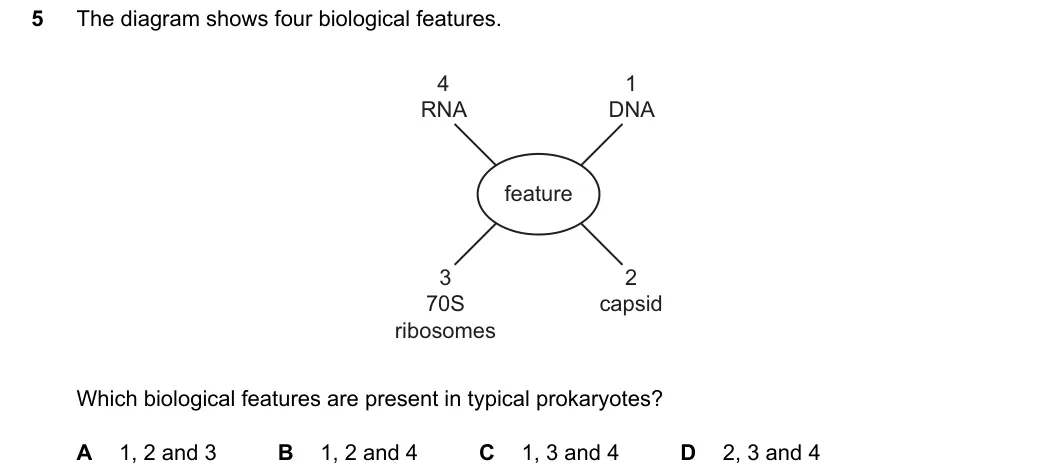 5 The diagram shows four biological features.
4 1
RNA DNA
feature
3 2
70S capsid
ribosomes
Which biological features are present in typical prokaryotes?
A 1, 2 and 3 B 1, 2 and 4 C 1, 3 and 4 D 2, 3 and 4